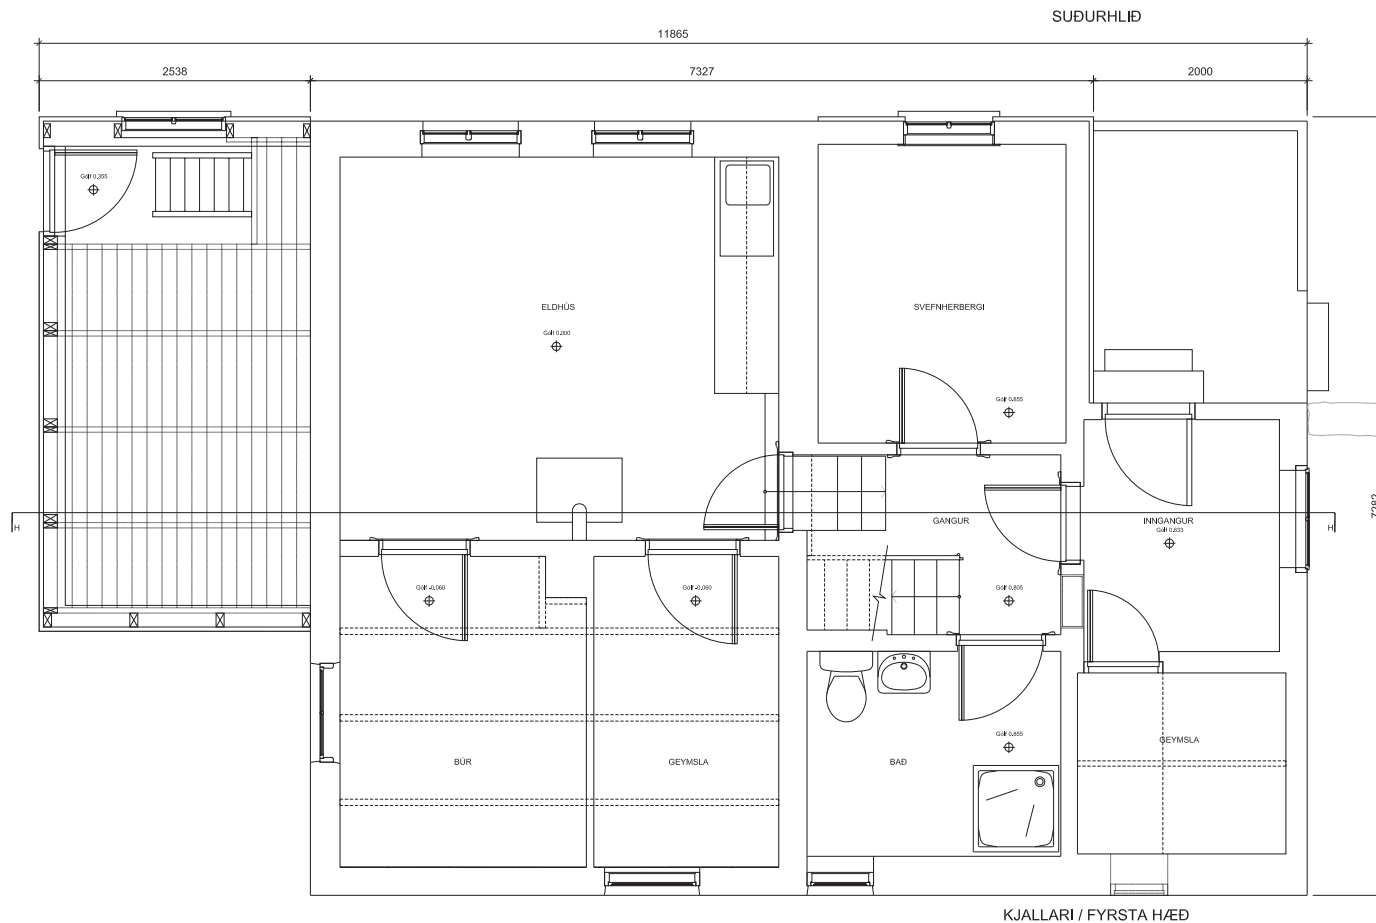 SUÐURHLIÐ
11865
2538
7327
2000
Gólf 0.355
ELDHÚS
Gólf 0.000
SVEFNHERBERGI
Gólf 0.855
7282
H
GANGUR
INNGANGUR
Gólf 0.833
H
Gólf -0.060
Gólf -0.060
Gólf 0.805
Gólf 0.855
GEYMSLA
BÚR
GEYMSLA
BAÐ
KJALLARI / FYRSTA HÆÐ